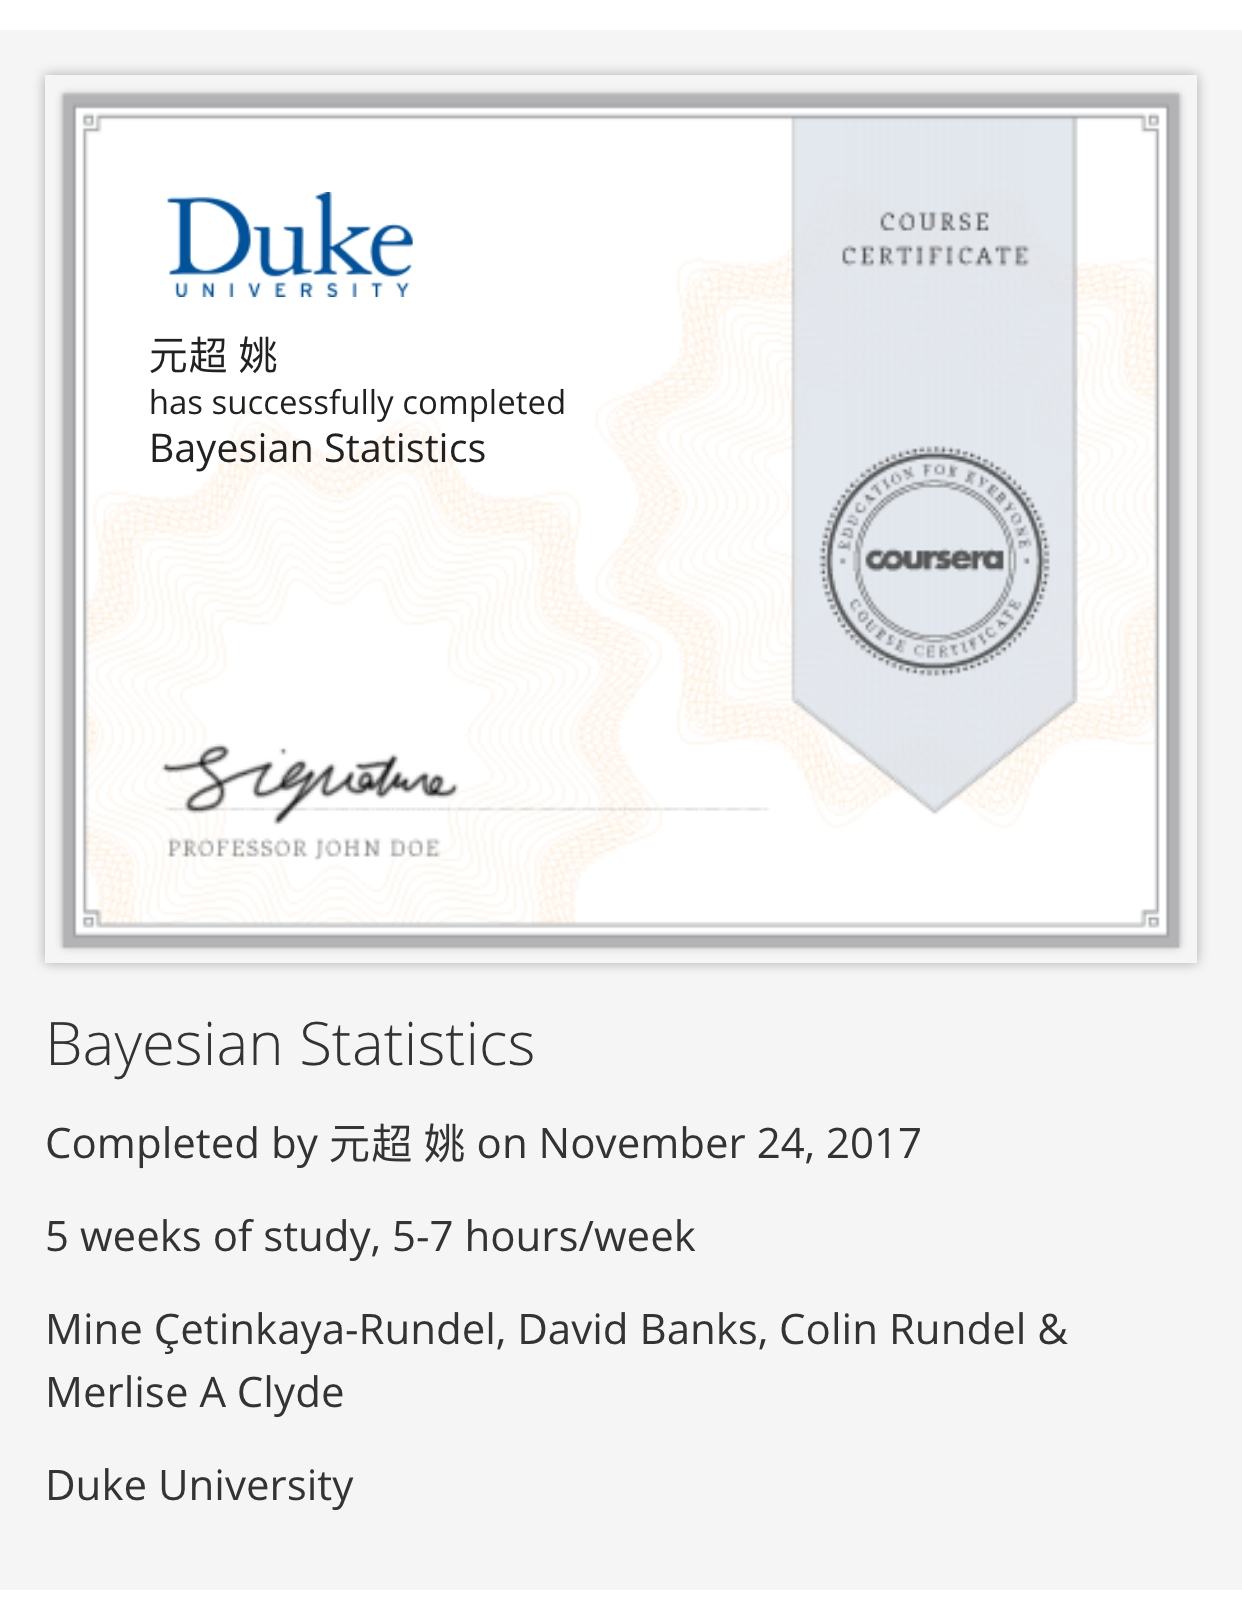 Duke
UNIVERSITY
COURSE
CERTIFICATE
元超 姚
has successfully completed
Bayesian Statistics
EDUCATION FOR EVERYONE
coursera
COURSE CERTIFICATE
Signature
PROFESSOR JOHN DOE
Bayesian Statistics
Completed by 元超 姚 on November 24, 2017
5 weeks of study, 5-7 hours/week
Mine Çetinkaya-Rundel, David Banks, Colin Rundel &
Merlise A Clyde
Duke University